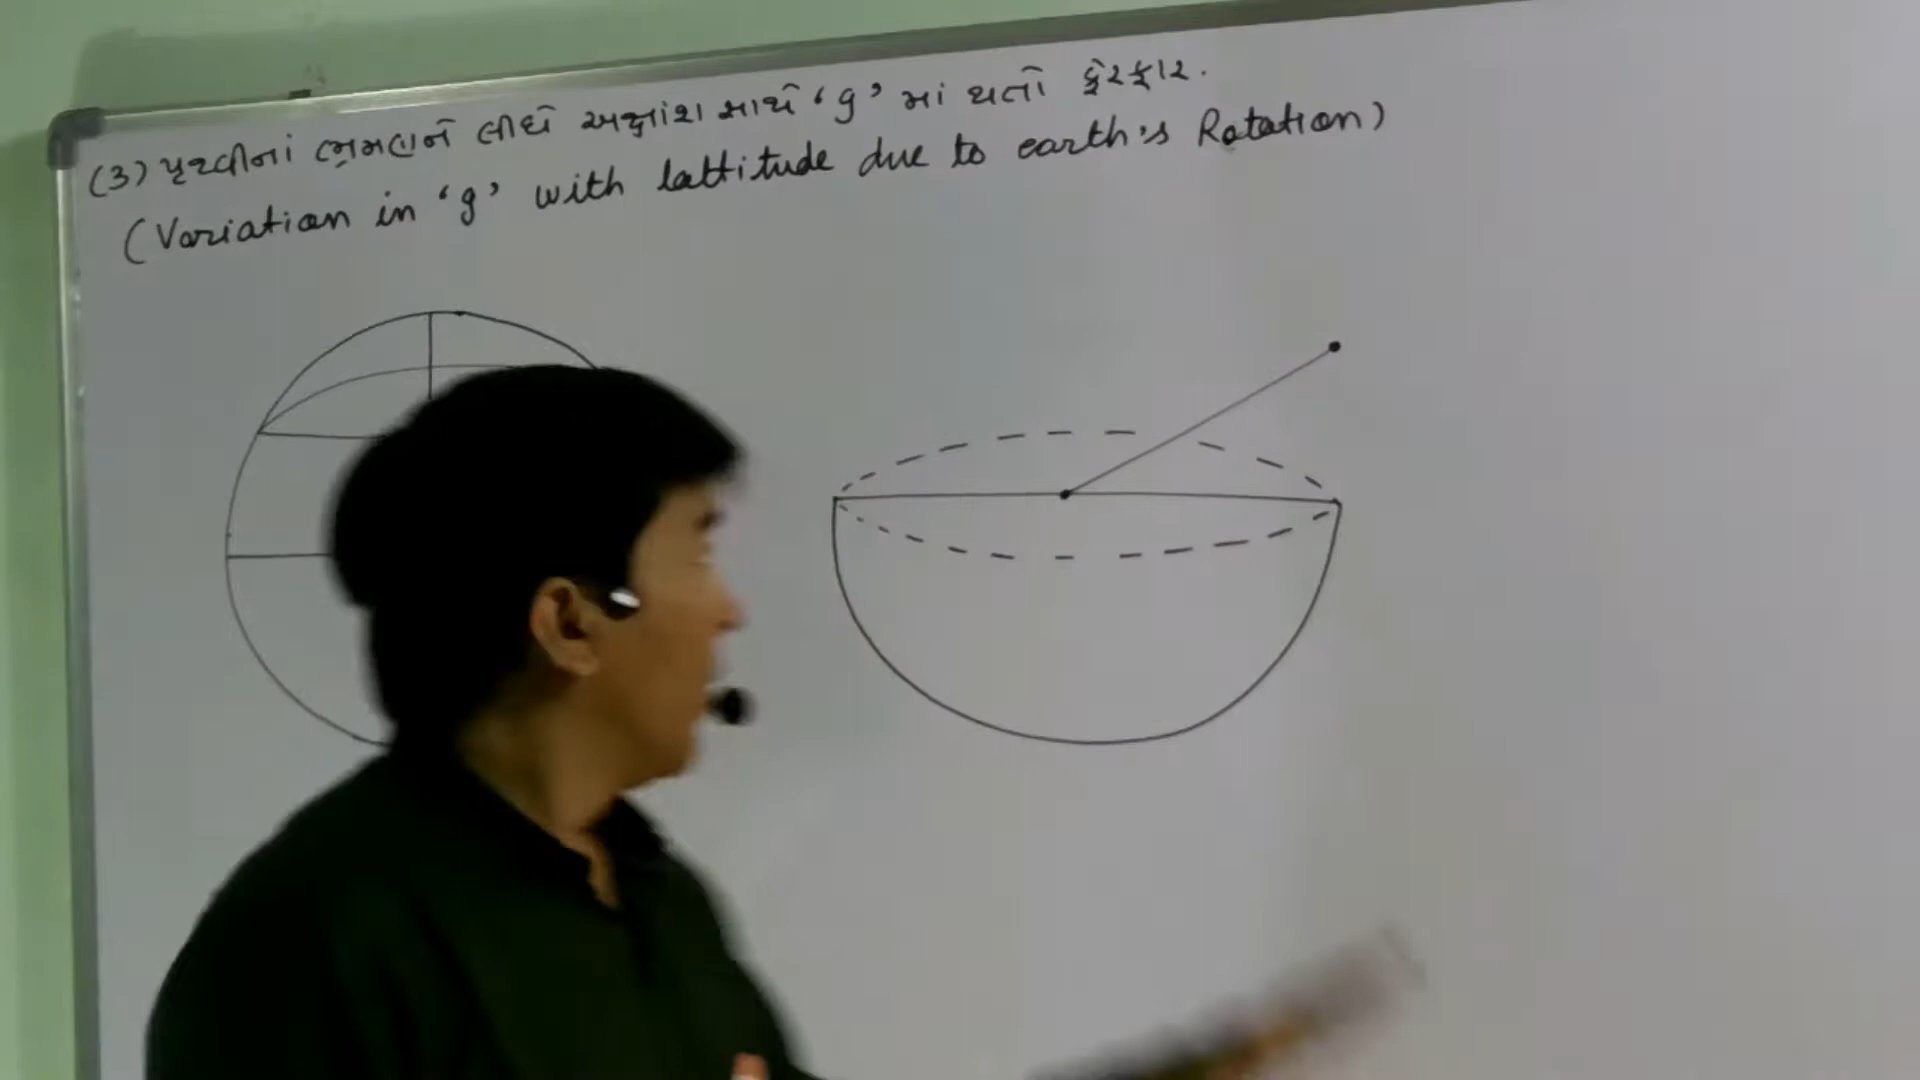 (3) પૃથ્વીનાં ભ્રમણને લીધે અક્ષાંશ સાથે ‘g’ માં થતો ફેરફાર.
(Variation in ‘g’ with lattitude due to earth's Rotation)